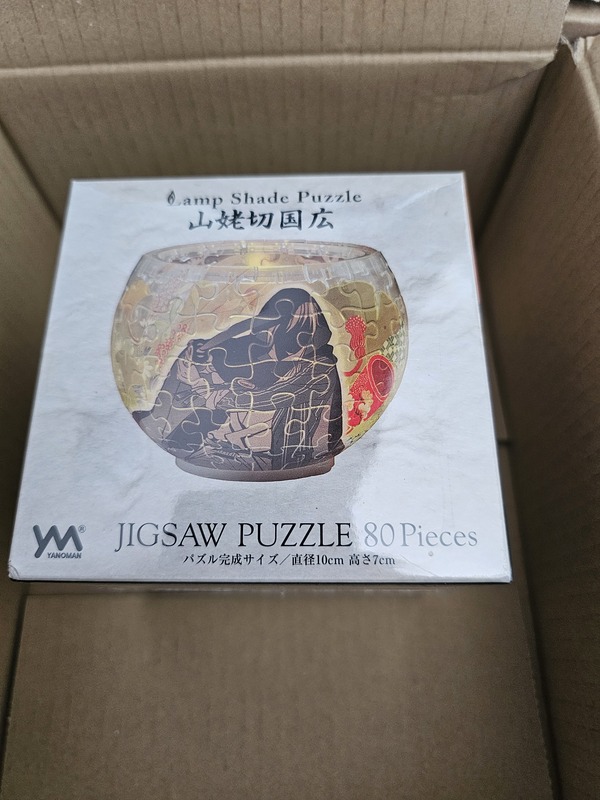 Lamp Shade Puzzle
山姥切国広
YM®
YANOMAN
JIGSAW PUZZLE 80 Pieces
パズル完成サイズ／直径10cm 高さ7cm